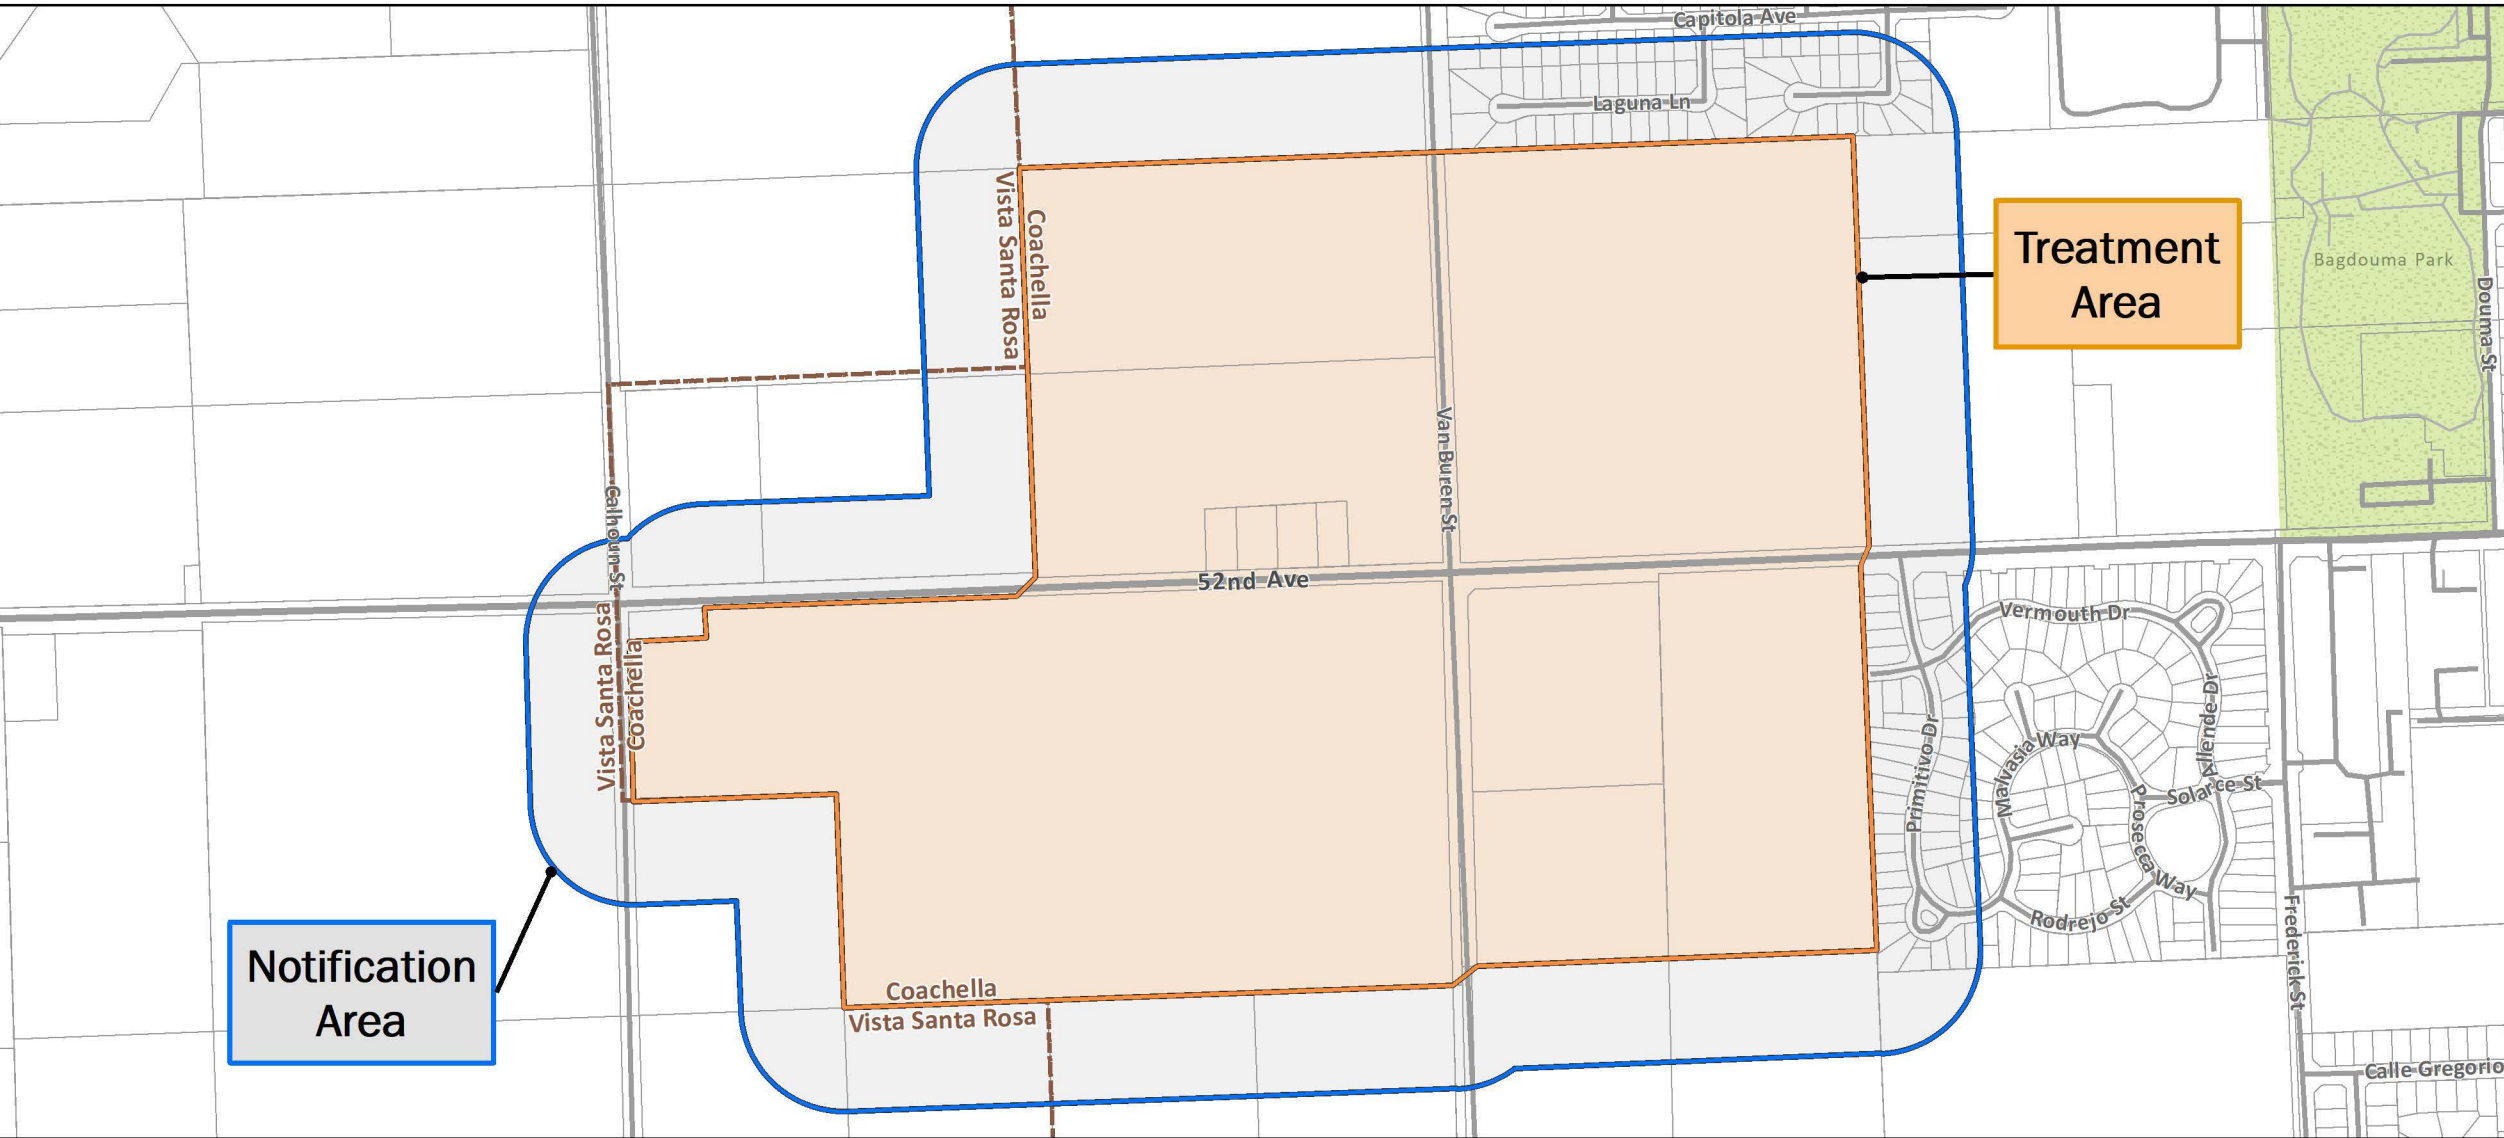 Capitola Ave
Laguna Ln
Vista Santa Rosa
Coachella
Treatment
Area
Bagdouma Park
Douma St
Van Buren St
Calhoun St
52nd Ave
Vista Santa Rosa
Coachella
Vermouth Dr
Primitivo Dr
Malvasia Way
Allende Dr
Solarce St
Prosecca Way
Rodrejo St
Frederick St
Notification
Area
Coachella
Vista Santa Rosa
Calle Gregorio